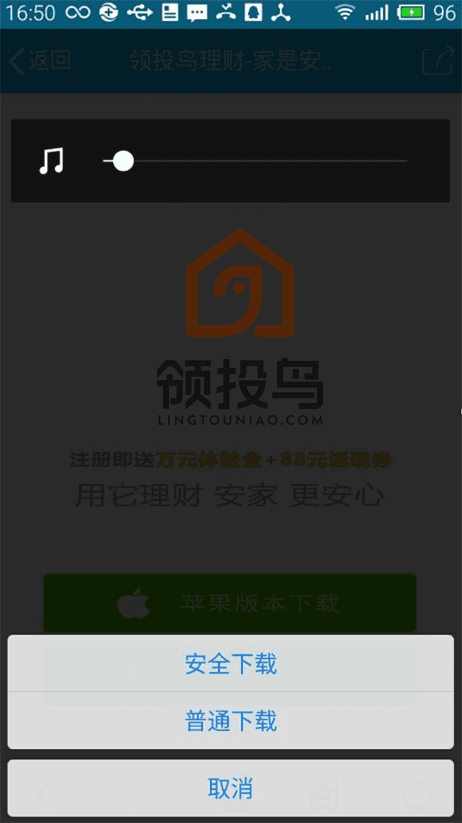 16:50
96
返回
领投鸟理财-家是安..
领投鸟
LINGTOUNIAO.COM
注册即送万元体验金+88元返现券
用它理财 安家 更安心
苹果版本下载
安全下载
普通下载
取消